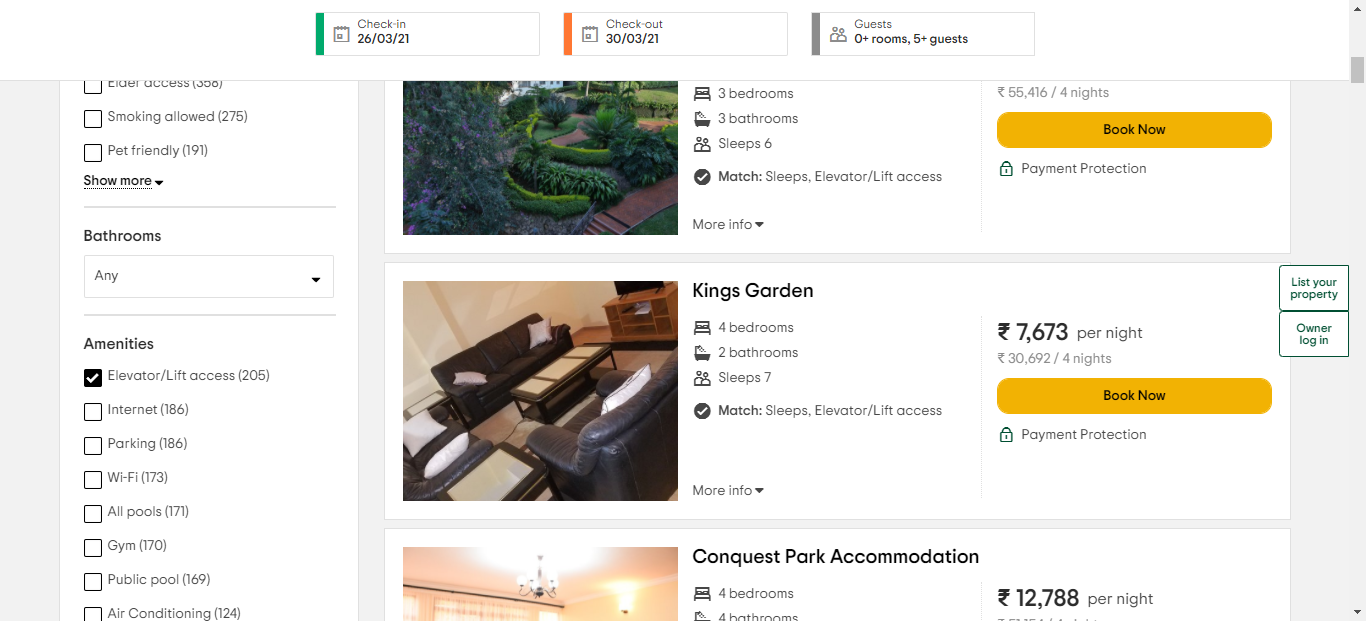 Check-in
26/03/21
Check-out
30/03/21
Guests
0+ rooms, 5+ guests
Elder access (358)
Smoking allowed (275)
Pet friendly (191)
Show more
Bathrooms
Any
Amenities
Elevator/Lift access (205)
Internet (186)
Parking (186)
Wi-Fi (173)
All pools (171)
Gym (170)
Public pool (169)
Air Conditioning (124)
3 bedrooms
3 bathrooms
Sleeps 6
Match: Sleeps, Elevator/Lift access
More info
₹ 55,416 / 4 nights
Book Now
Payment Protection
Kings Garden
4 bedrooms
2 bathrooms
Sleeps 7
Match: Sleeps, Elevator/Lift access
More info
₹ 7,673 per night
₹ 30,692 / 4 nights
Book Now
Payment Protection
Conquest Park Accommodation
4 bedrooms
4 bathrooms
₹ 12,788 per night
List your
property
Owner
log in